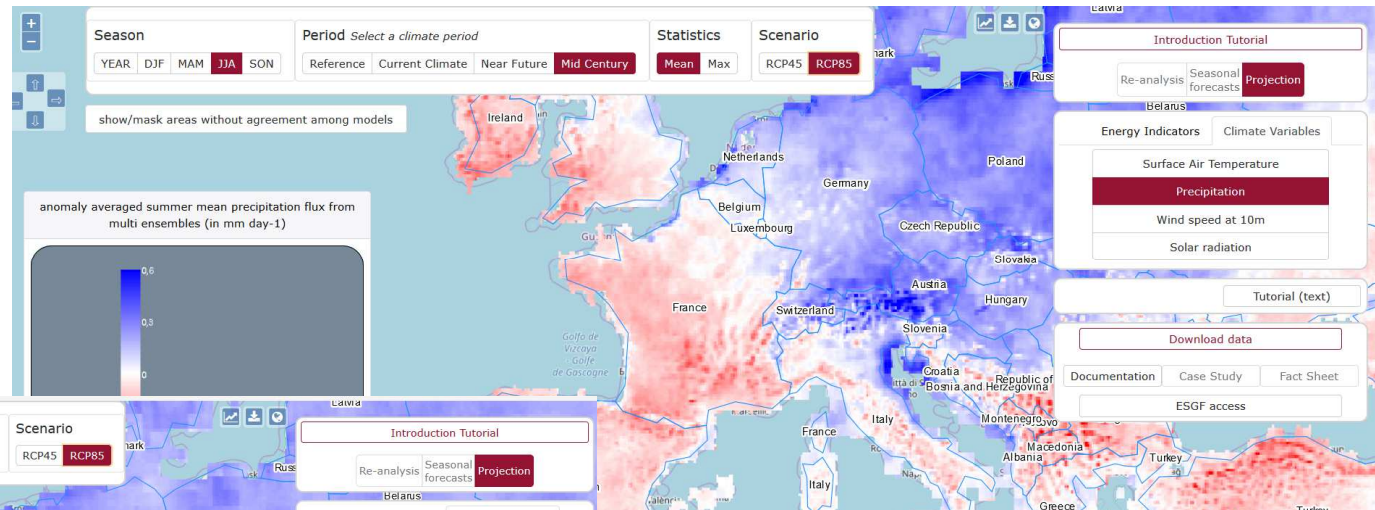 +
−
Season
YEAR DJF MAM JJA SON
Period Select a climate period
Reference Current Climate Near Future Mid Century
Statistics
Mean Max
Scenario
RCP45 RCP85
show/mask areas without agreement among models
anomaly averaged summer mean precipitation flux from
multi ensembles (in mm day-1)
0,6
0,3
0
Latvia
Introduction Tutorial
Re-analysis Seasonal forecasts Projection
Belarus
Energy Indicators Climate Variables
Surface Air Temperature
Precipitation
Wind speed at 10m
Solar radiation
Tutorial (text)
Download data
Documentation Case Study Fact Sheet
ESGF access
Ireland
Netherlands
Poland
Germany
Belgium
Luxembourg
Czech Republic
Slovakia
Austria
Hungary
France
Switzerland
Slovenia
Golfo de
Vizcaya
Golfe
de Gascogne
Croatia
Bosnia and Herzegovina
Republic of
Italy
Montenegro
France
Macedonia
Albania
Turkey
Italy
Greece
Turkey
Scenario
RCP45 RCP85
Latvia
Introduction Tutorial
Re-analysis Seasonal forecasts Projection
Belarus